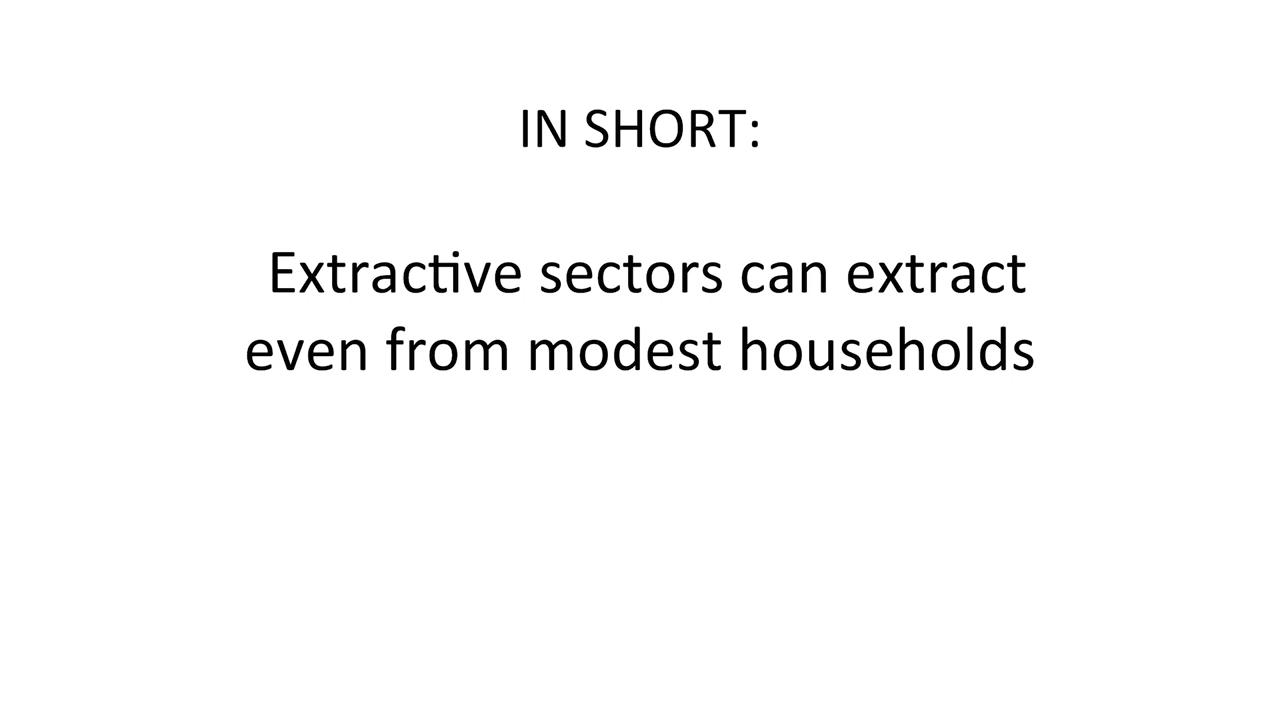 IN SHORT:
Extractive sectors can extract
even from modest households